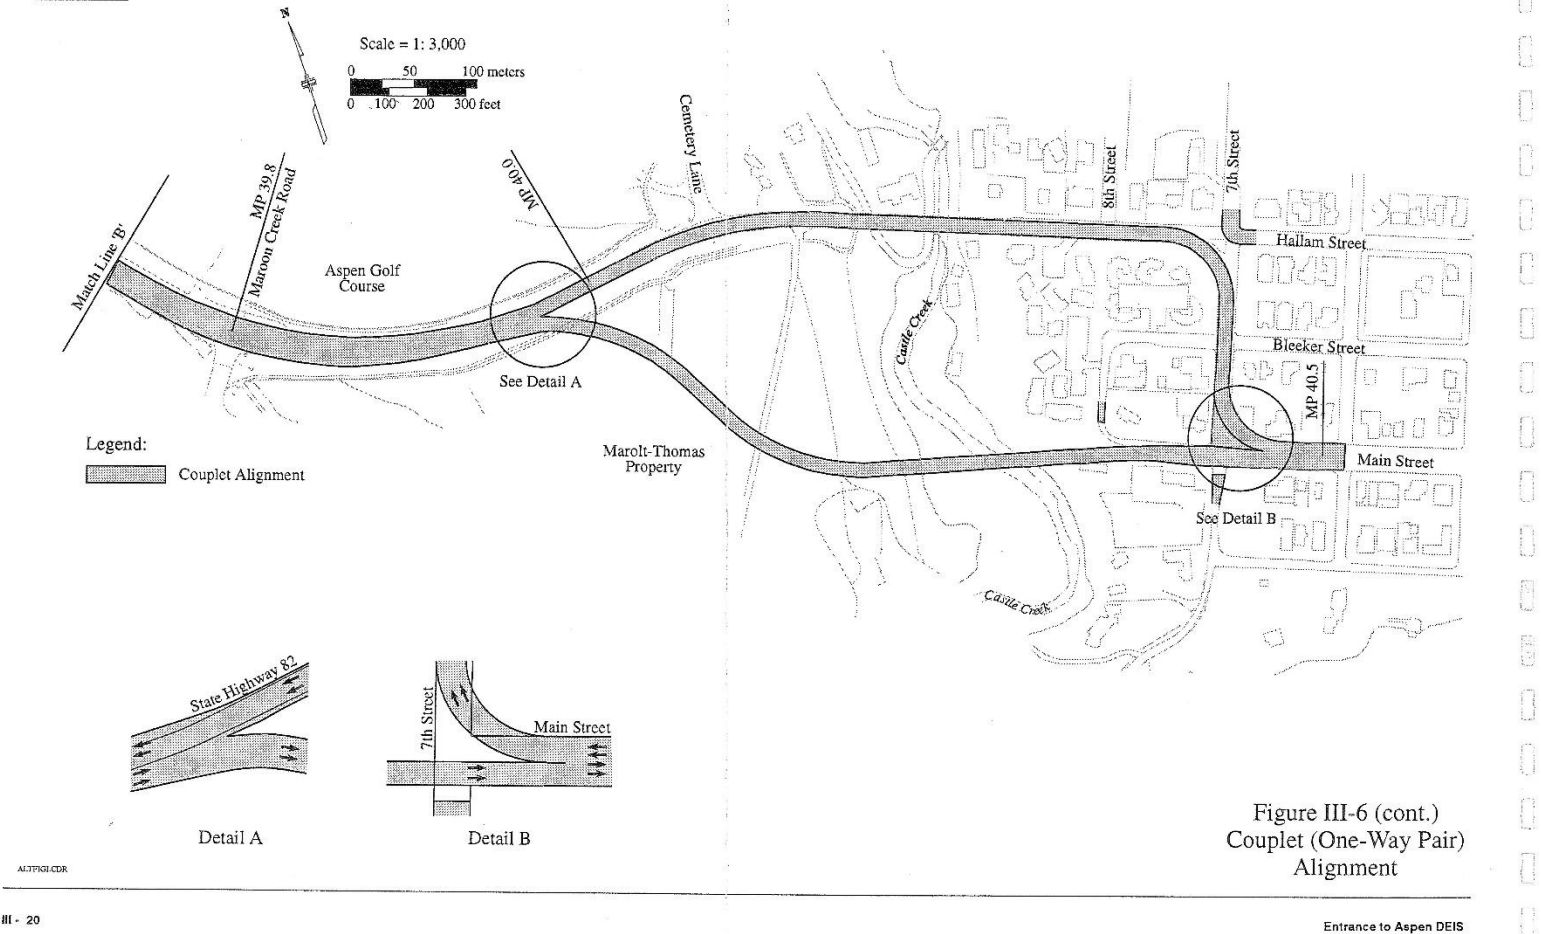 N
Scale = 1: 3,000
0 50 100 meters
0 100 200 300 feet
Cemetery Lane
MP 39.8
Maroon Creek Road
MP 40.0
Match Line 'B'
Aspen Golf
Course
8th Street
7th Street
Hallam Street
Castle Creek
Bleeker Street
MP 40.5
See Detail A
Legend:
Couplet Alignment
Marolt-Thomas
Property
Main Street
See Detail B
Castle Creek
State Highway 82
7th Street
Main Street
Detail A
Detail B
Figure III-6 (cont.)
Couplet (One-Way Pair)
Alignment
ALTFIGI.CDR
III - 20
Entrance to Aspen DEIS